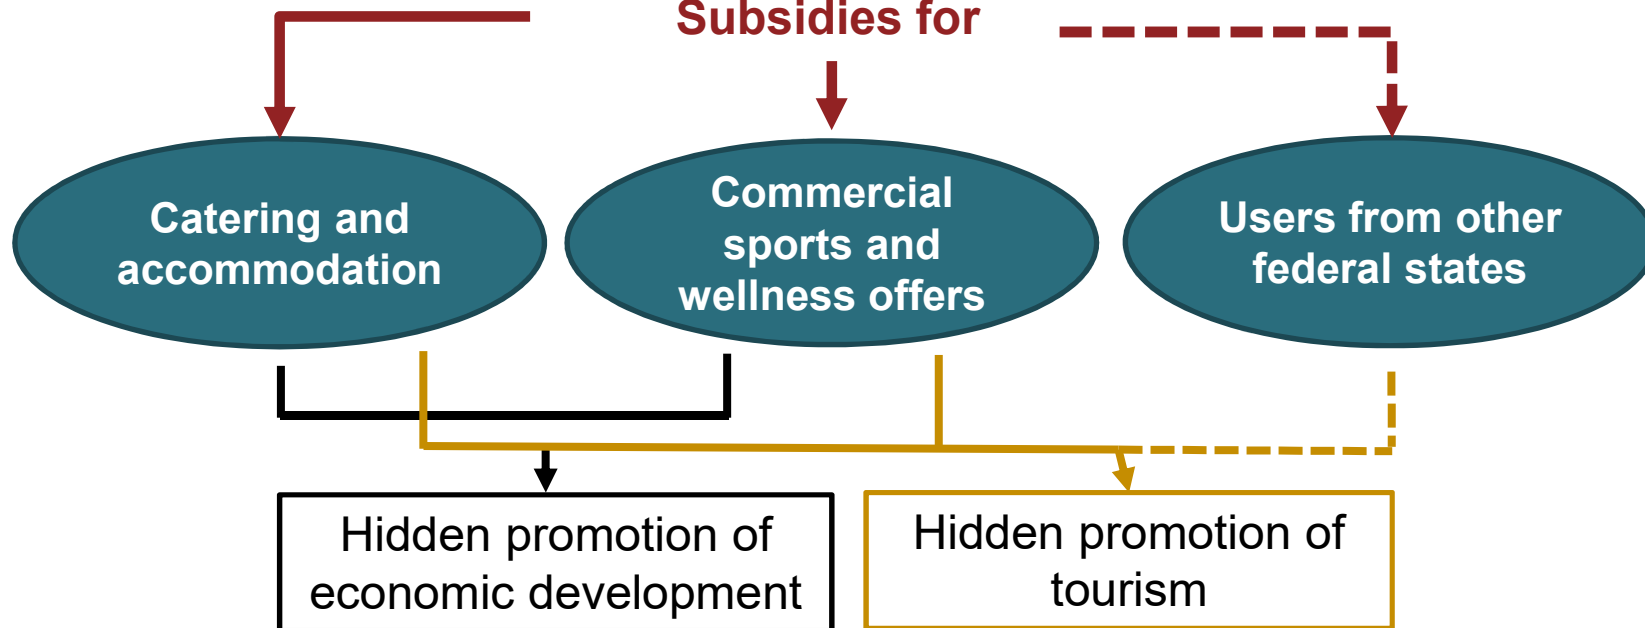 Subsidies for
Catering and
accommodation
Commercial
sports and
wellness offers
Users from other
federal states
Hidden promotion of
economic development
Hidden promotion of
tourism